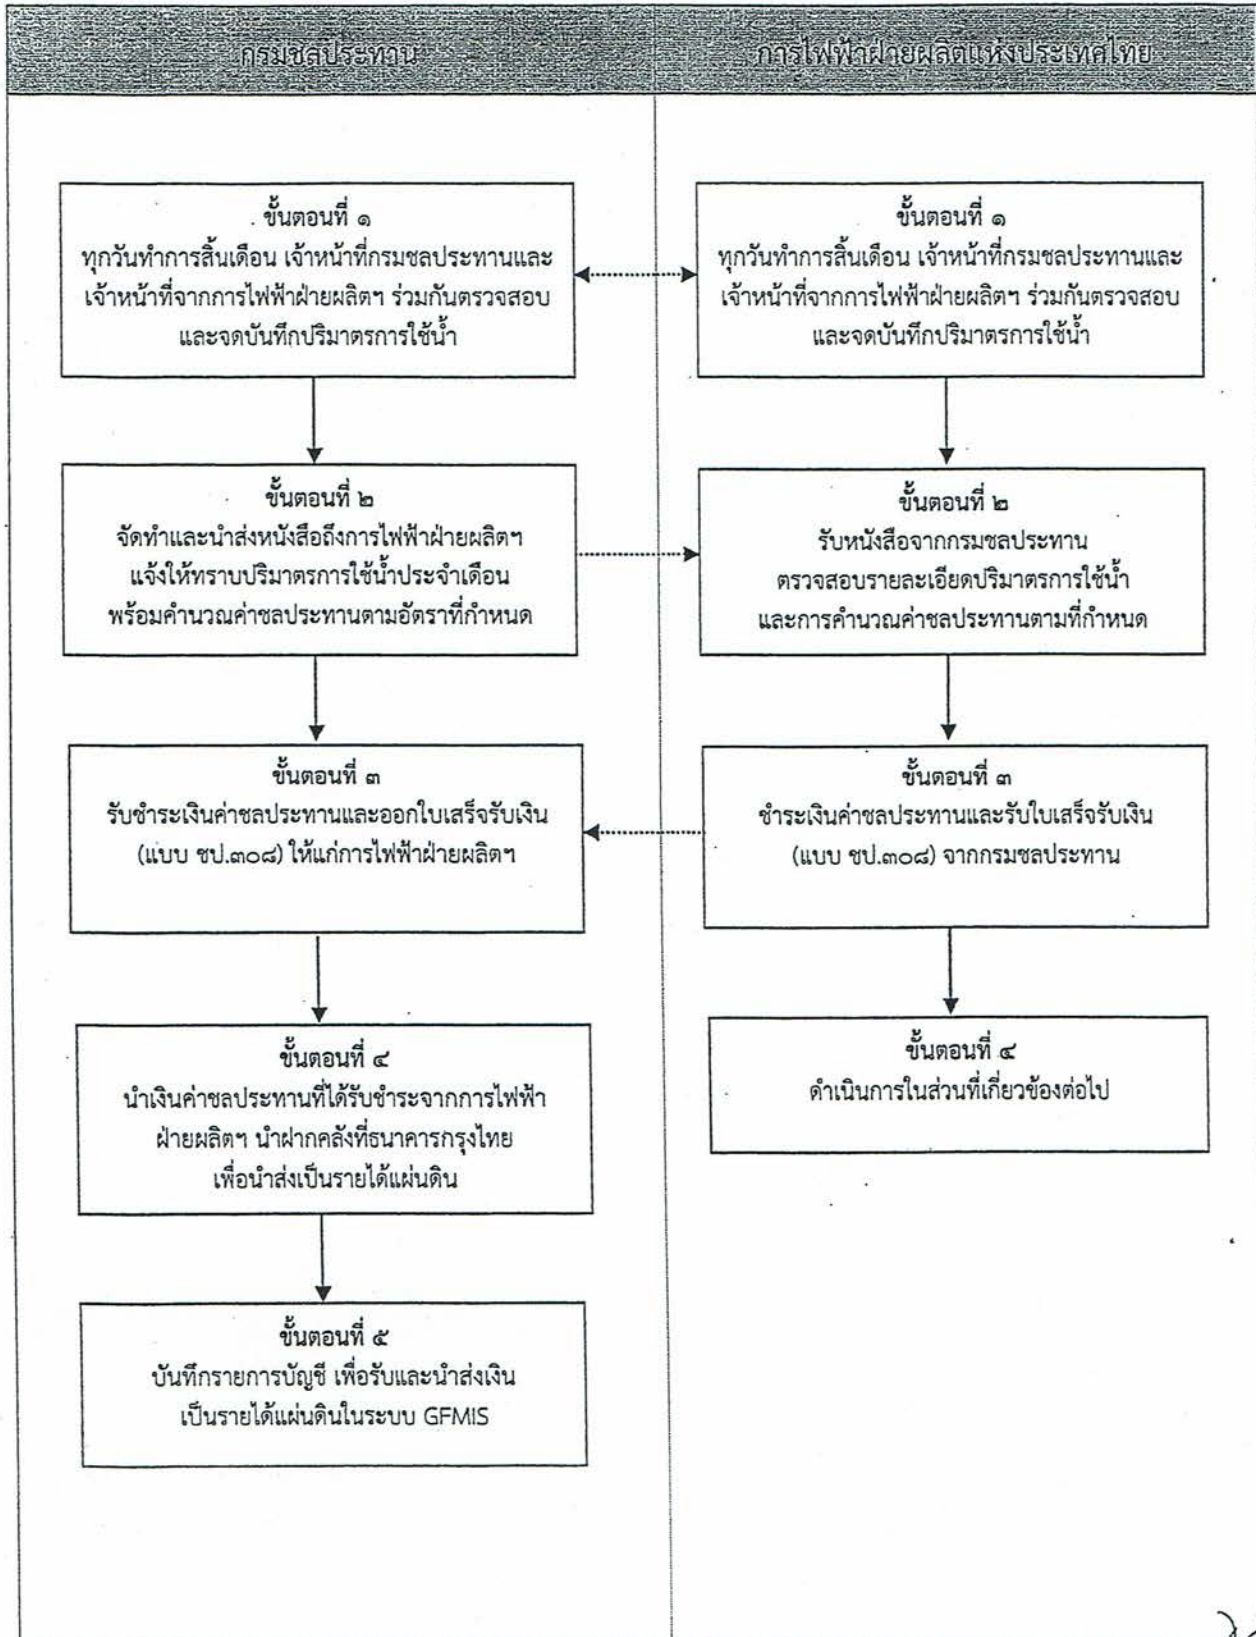 กรมชลประทาน
การไฟฟ้าฝ่ายผลิตแห่งประเทศไทย
ขั้นตอนที่ ๑
ทุกวันทำการสิ้นเดือน เจ้าหน้าที่กรมชลประทานและ
เจ้าหน้าที่จากการไฟฟ้าฝ่ายผลิตฯ ร่วมกันตรวจสอบ
และจดบันทึกปริมาตรการใช้น้ำ
ขั้นตอนที่ ๑
ทุกวันทำการสิ้นเดือน เจ้าหน้าที่กรมชลประทานและ
เจ้าหน้าที่จากการไฟฟ้าฝ่ายผลิตฯ ร่วมกันตรวจสอบ
และจดบันทึกปริมาตรการใช้น้ำ
ขั้นตอนที่ ๒
จัดทำและนำส่งหนังสือถึงการไฟฟ้าฝ่ายผลิตฯ
แจ้งให้ทราบปริมาตรการใช้น้ำประจำเดือน
พร้อมคำนวณค่าชลประทานตามอัตราที่กำหนด
ขั้นตอนที่ ๒
รับหนังสือจากกรมชลประทาน
ตรวจสอบรายละเอียดปริมาตรการใช้น้ำ
และการคำนวณค่าชลประทานตามที่กำหนด
ขั้นตอนที่ ๓
รับชำระเงินค่าชลประทานและออกใบเสร็จรับเงิน
(แบบ ชป.๓๐๘) ให้แก่การไฟฟ้าฝ่ายผลิตฯ
ขั้นตอนที่ ๓
ชำระเงินค่าชลประทานและรับใบเสร็จรับเงิน
(แบบ ชป.๓๐๘) จากกรมชลประทาน
ขั้นตอนที่ ๔
นำเงินค่าชลประทานที่ได้รับชำระจากการไฟฟ้า
ฝ่ายผลิตฯ นำฝากคลังที่ธนาคารกรุงไทย
เพื่อนำส่งเป็นรายได้แผ่นดิน
ขั้นตอนที่ ๔
ดำเนินการในส่วนที่เกี่ยวข้องต่อไป
ขั้นตอนที่ ๕
บันทึกรายการบัญชี เพื่อรับและนำส่งเงิน
เป็นรายได้แผ่นดินในระบบ GFMIS